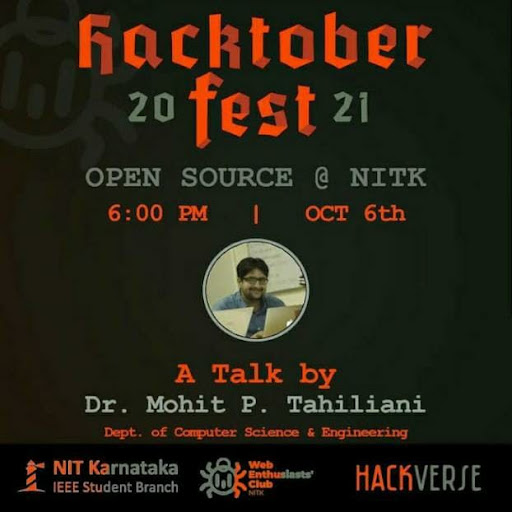 hacktober
20 fest 21
OPEN SOURCE @ NITK
6:00 PM | OCT 6th
A Talk by
Dr. Mohit P. Tahiliani
Dept. of Computer Science & Engineering
NIT Karnataka
IEEE Student Branch
Web
Enthusiasts'
Club
NITK
HACKVERSE